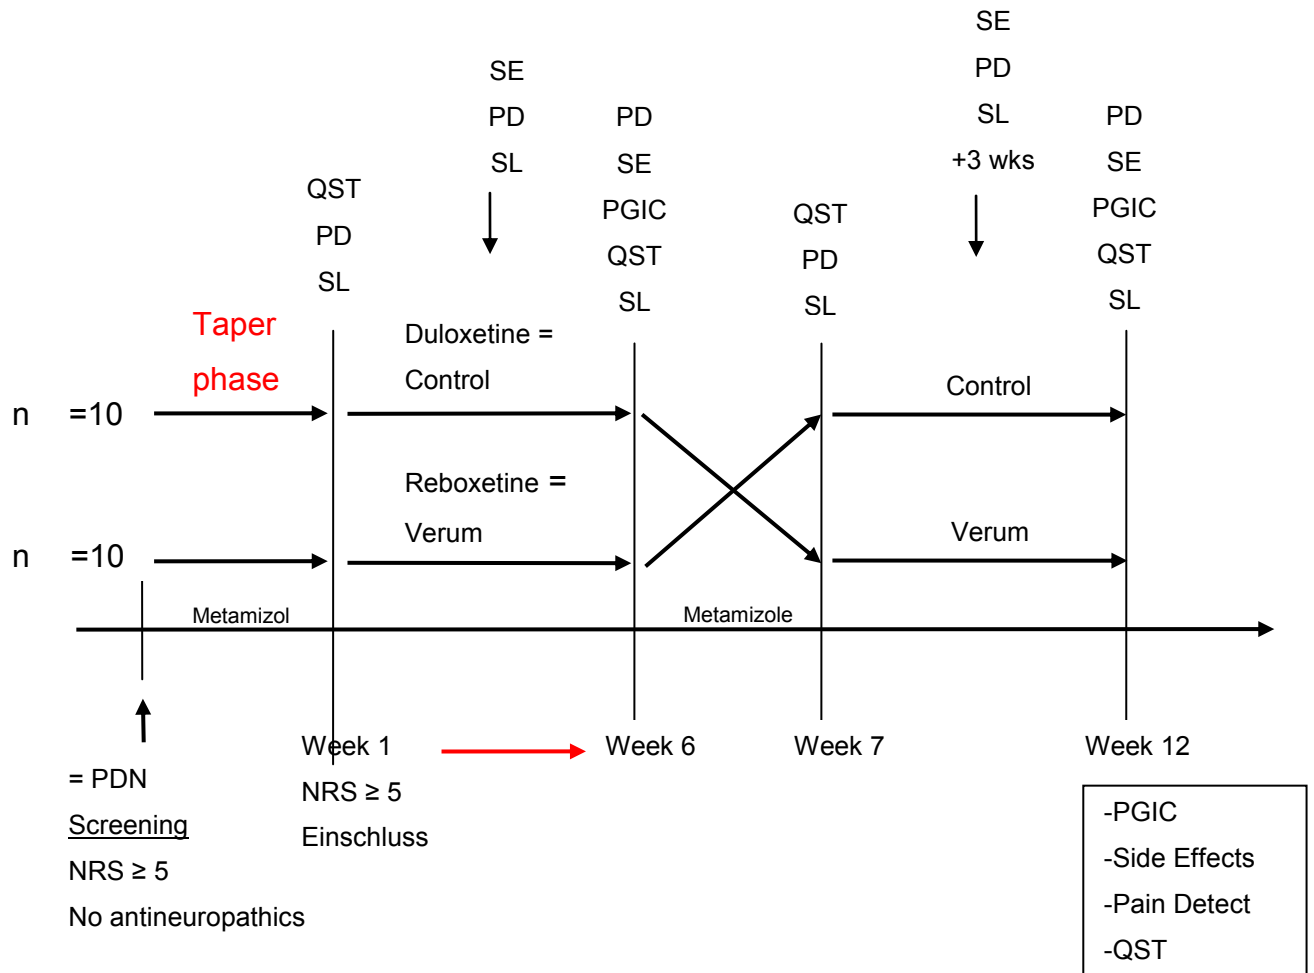 SE
PD
SL
SE
PD
SL
+3 wks
PD
SE
PGIC
QST
SL
PD
SE
PGIC
QST
SL
QST
PD
SL
QST
PD
SL
Taper
phase
Duloxetine =
Control
Control
n =10
Reboxetine =
Verum
Verum
n =10
Metamizol
Metamizole
Week 1
Week 6
Week 7
Week 12
= PDN
Screening
NRS ≥ 5
No antineuropathics
NRS ≥ 5
Einschluss
-PGIC
-Side Effects
-Pain Detect
-QST